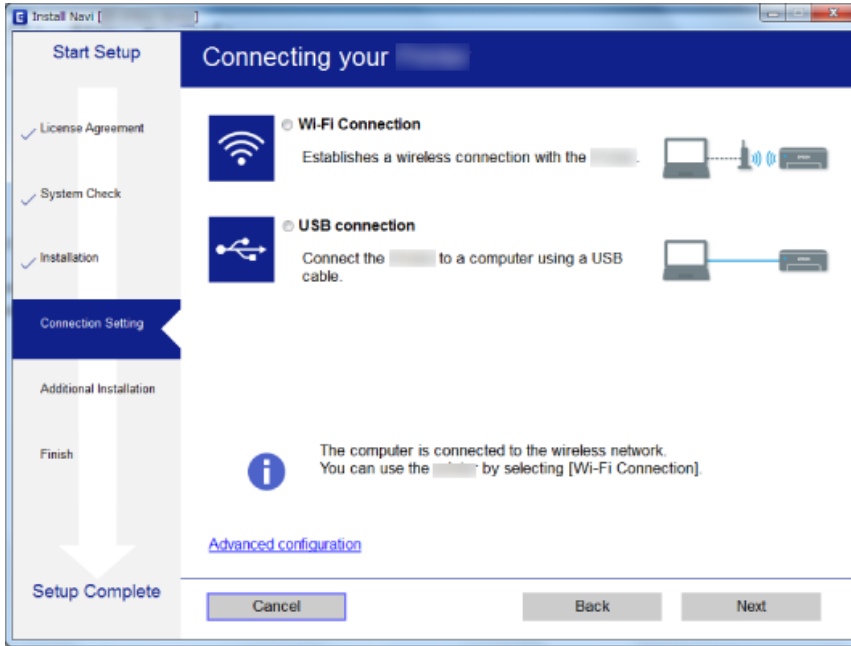 Install Navi [ ]
Start Setup
License Agreement
System Check
Installation
Connection Setting
Additional Installation
Finish
Setup Complete
Connecting your
Wi-Fi Connection
Establishes a wireless connection with the .
USB connection
Connect the to a computer using a USB
cable.
The computer is connected to the wireless network.
You can use the by selecting [Wi-Fi Connection].
Advanced configuration
Cancel
Back
Next